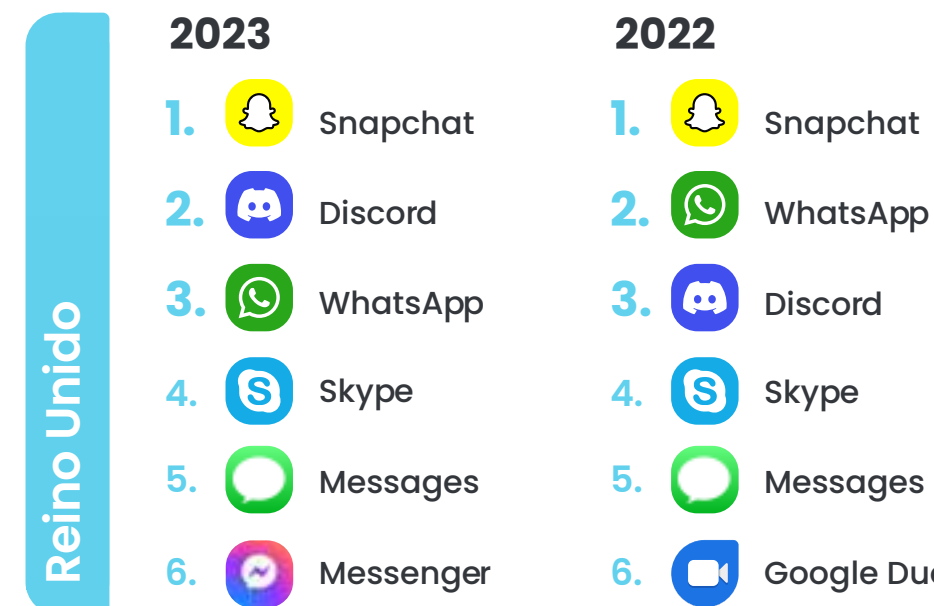 Reino Unido
2023
1. Snapchat
2. Discord
3. WhatsApp
4. Skype
5. Messages
6. Messenger
2022
1. Snapchat
2. WhatsApp
3. Discord
4. Skype
5. Messages
6. Google